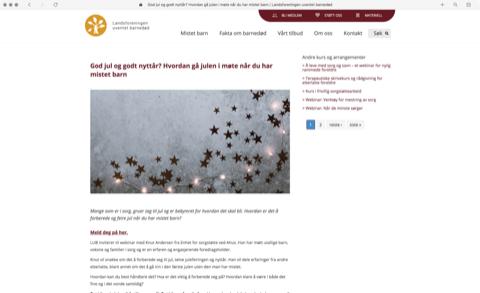 God jul og godt nyttår? Hvordan gå julen i møte når du har mistet barn | Landsforeningen uventet barnedød
BLI MEDLEM
STØTT OSS
MATERIELL
Landsforeningen
uventet barnedød
Mistet barn
Fakta om barnedød
Vårt tilbud
Om oss
Kontakt
Søk
God jul og godt nyttår? Hvordan gå julen i møte når du har
mistet barn
Mange som er i sorg, gruer seg til jul og er bekymret for hvordan det skal bli. Hvordan er det å
forberede og feire jul når du har mistet barn?
Meld deg på her.
LUB inviterer til webinar med Knut Andersen fra Enhet for sorgstøtte ved Ahus. Han har møtt utallige barn,
voksne og familier i sorg og er en erfaren og engasjerende foredragsholder.
Knut vil snakke om det å forberede seg til jul, selve julefeiringen og nyttår. Han vil dele erfaringer fra andre
etterlatte, blant annet om det å gå inn i den første julen uten den man har mistet.
Hvordan kan du best håndtere det? Hva er det viktig å forberede seg på? Hvordan klare å være i både det
fine og i det vonde samtidig?
Andre kurs og arrangementer
> Å leve med sorg og savn – et webinar for nylig
rammede foreldre
> Terapeutiske skrivekurs og rådgivning for
etterlatte foreldre
> Kurs i frivillig sorgstøttearbeid
> Webinar: Verktøy for mestring av sorg
> Webinar: Når de minste sørger
1
2
neste ›
siste »